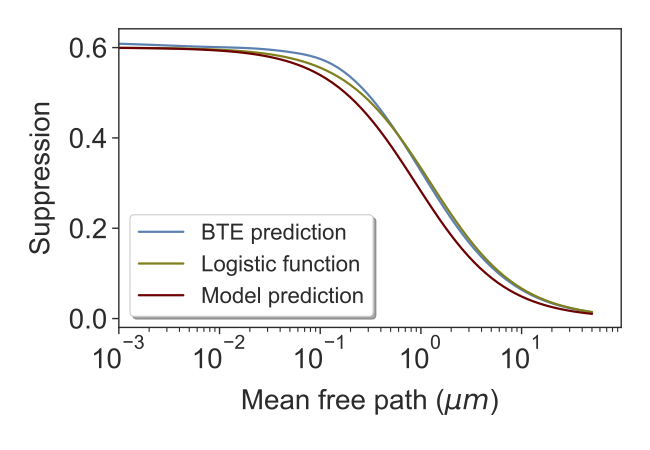 Suppression
0.6
0.4
0.2
0.0
BTE prediction
Logistic function
Model prediction
10⁻³ 10⁻² 10⁻¹ 10⁰ 10¹
Mean free path (μm)